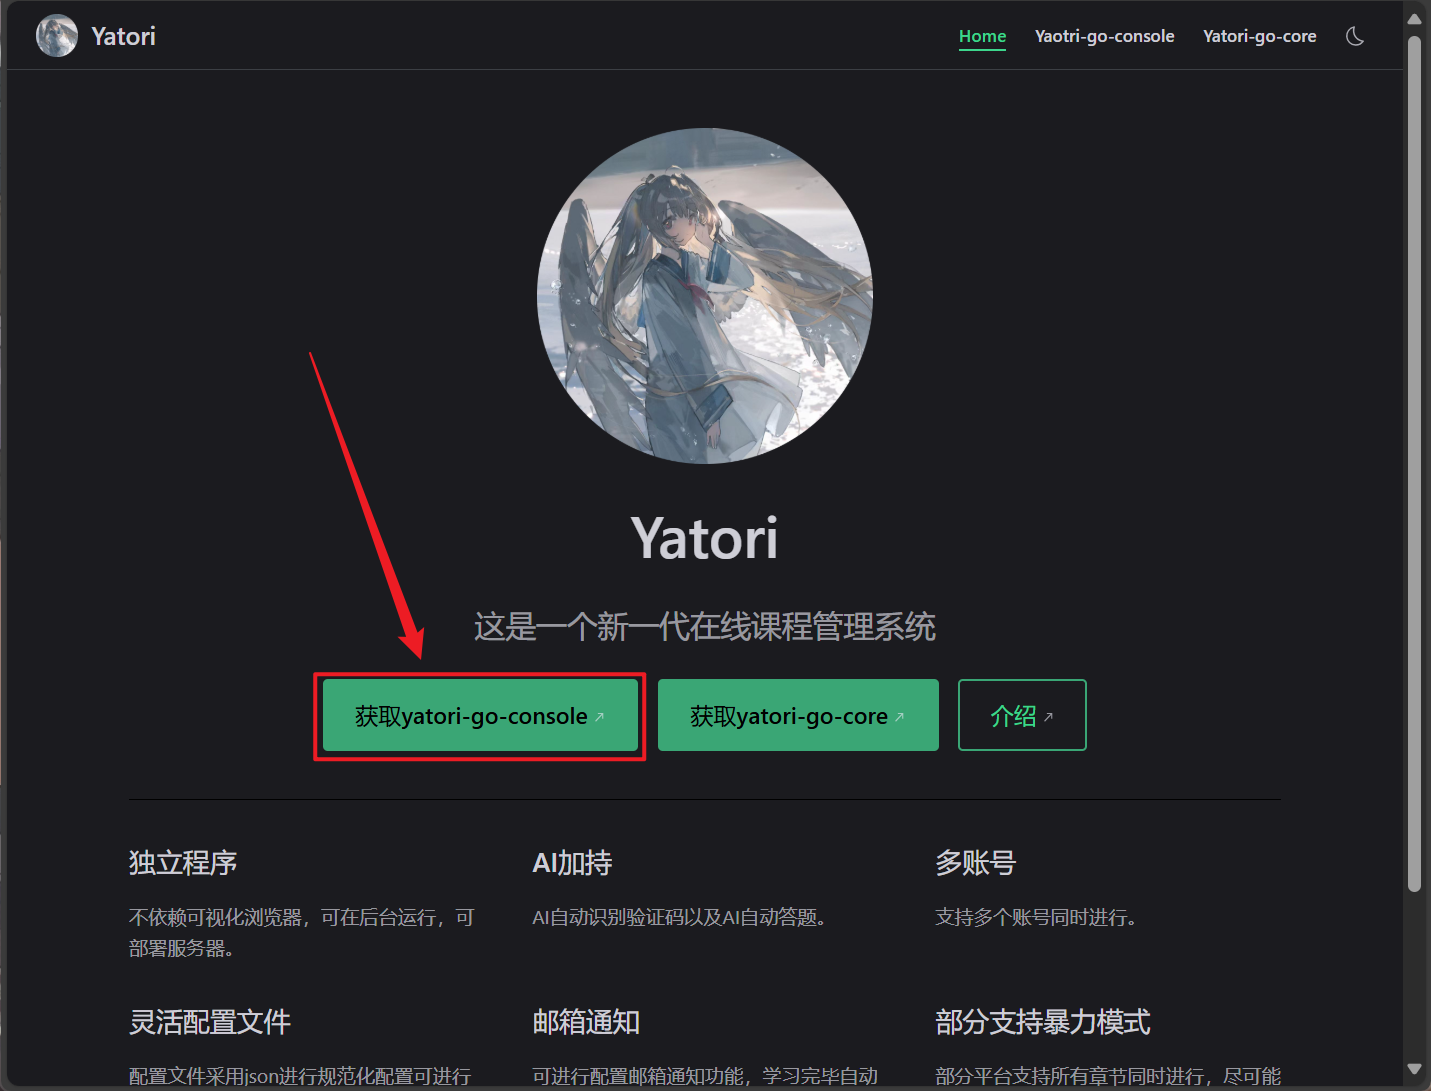 Yatori
Home
Yaotri-go-console
Yatori-go-core
Yatori
这是一个新一代在线课程管理系统
获取yatori-go-console
获取yatori-go-core
介绍
独立程序
不依赖可视化浏览器，可在后台运行，可
部署服务器。
AI加持
AI自动识别验证码以及AI自动答题。
多账号
支持多个账号同时进行。
灵活配置文件
配置文件采用json进行规范化配置可进行
邮箱通知
可进行配置邮箱通知功能，学习完毕自动
部分支持暴力模式
部分平台支持所有章节同时进行，尽可能